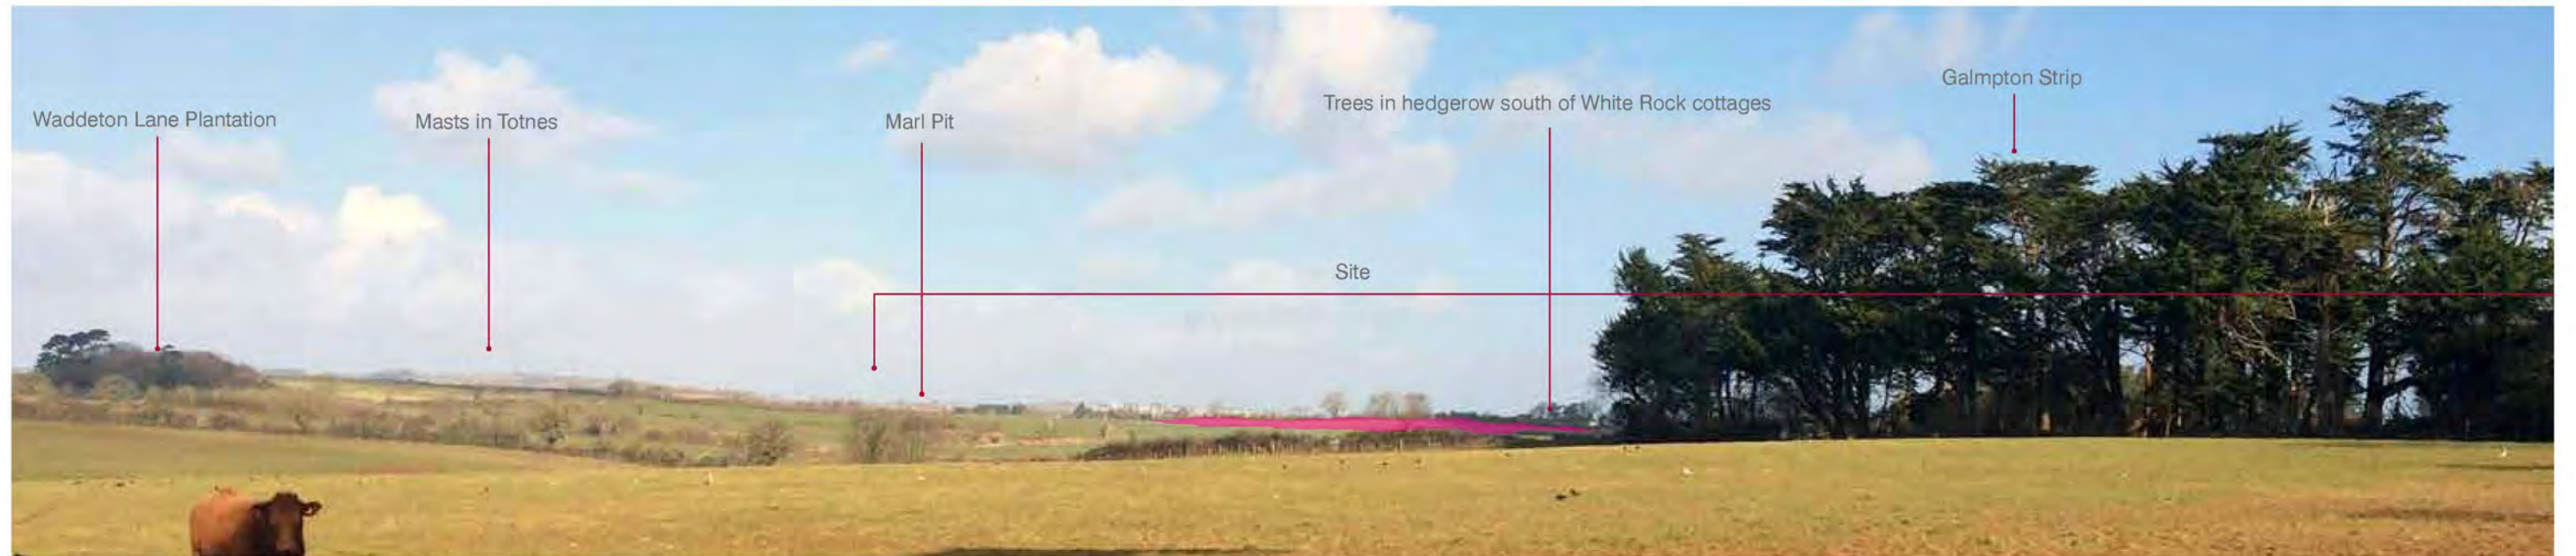 Waddeton Lane Plantation
Masts in Totnes
Marl Pit
Trees in hedgerow south of White Rock cottages
Galmpton Strip
Site